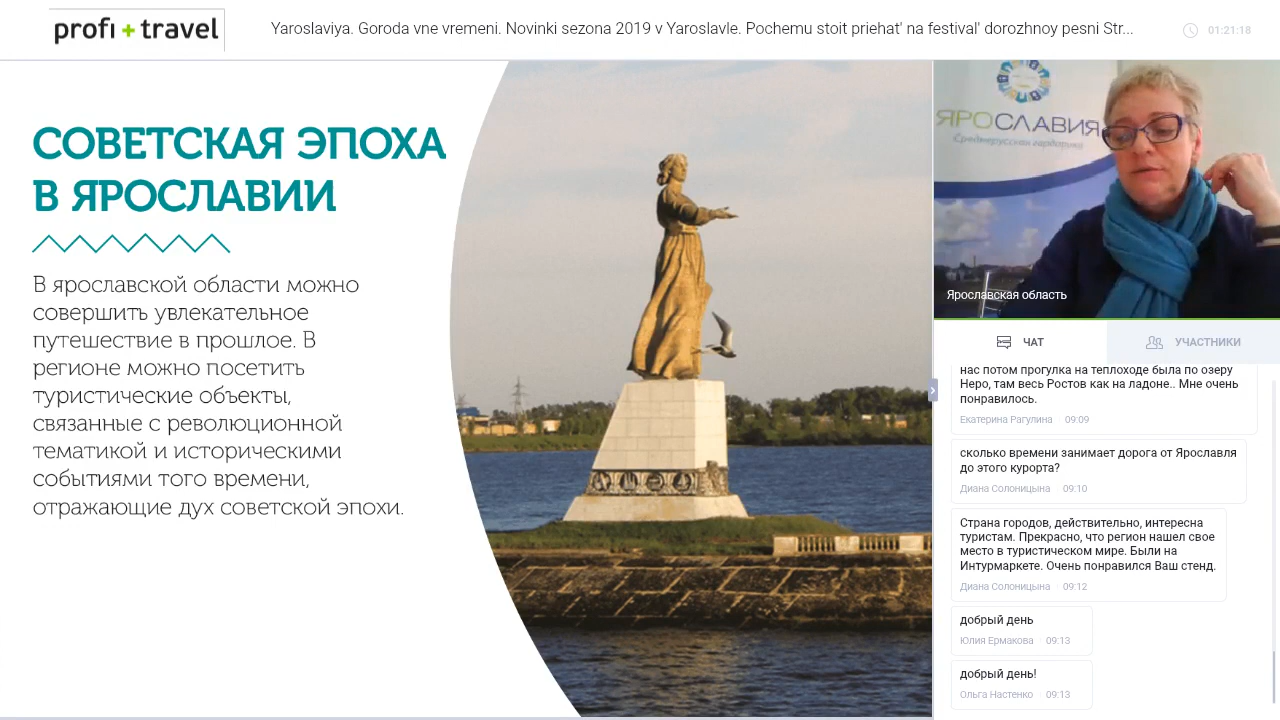 profi + travel
Yaroslaviya. Goroda vne vremeni. Novinki sezona 2019 v Yaroslavle. Pochemu stoit priehat' na festival' dorozhnoy pesni Str...
01:21:18
СОВЕТСКАЯ ЭПОХА
В ЯРОСЛАВИИ
В ярославской области можно
совершить увлекательное
путешествие в прошлое. В
регионе можно посетить
туристические объекты,
связанные с революционной
тематикой и историческими
событиями того времени,
отражающие дух советской эпохи.
ЯРОСЛАВИЯ
Среднерусская гардарика
Ярославская область
ЧАТ
УЧАСТНИКИ
нас потом прогулка на теплоходе была по озеру
Неро, там весь Ростов как на ладоне.. Мне очень
понравилось.
Екатерина Рагулина 09:09
сколько времени занимает дорога от Ярославля
до этого курорта?
Диана Солоницына 09:10
Страна городов, действительно, интересна
туристам. Прекрасно, что регион нашел свое
место в туристическом мире. Были на
Интурмаркете. Очень понравился Ваш стенд.
Диана Солоницына 09:12
добрый день
Юлия Ермакова 09:13
добрый день!
Ольга Настенко 09:13